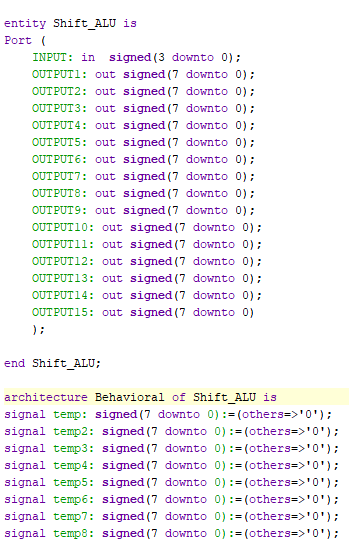 entity Shift_ALU is
Port (
INPUT: in  signed(3 downto 0);
OUTPUT1: out signed(7 downto 0);
OUTPUT2: out signed(7 downto 0);
OUTPUT3: out signed(7 downto 0);
OUTPUT4: out signed(7 downto 0);
OUTPUT5: out signed(7 downto 0);
OUTPUT6: out signed(7 downto 0);
OUTPUT7: out signed(7 downto 0);
OUTPUT8: out signed(7 downto 0);
OUTPUT9: out signed(7 downto 0);
OUTPUT10: out signed(7 downto 0);
OUTPUT11: out signed(7 downto 0);
OUTPUT12: out signed(7 downto 0);
OUTPUT13: out signed(7 downto 0);
OUTPUT14: out signed(7 downto 0);
OUTPUT15: out signed(7 downto 0)
);
end Shift_ALU;
architecture Behavioral of Shift_ALU is
signal temp: signed(7 downto 0):=(others=>'0');
signal temp2: signed(7 downto 0):=(others=>'0');
signal temp3: signed(7 downto 0):=(others=>'0');
signal temp4: signed(7 downto 0):=(others=>'0');
signal temp5: signed(7 downto 0):=(others=>'0');
signal temp6: signed(7 downto 0):=(others=>'0');
signal temp7: signed(7 downto 0):=(others=>'0');
signal temp8: signed(7 downto 0):=(others=>'0');